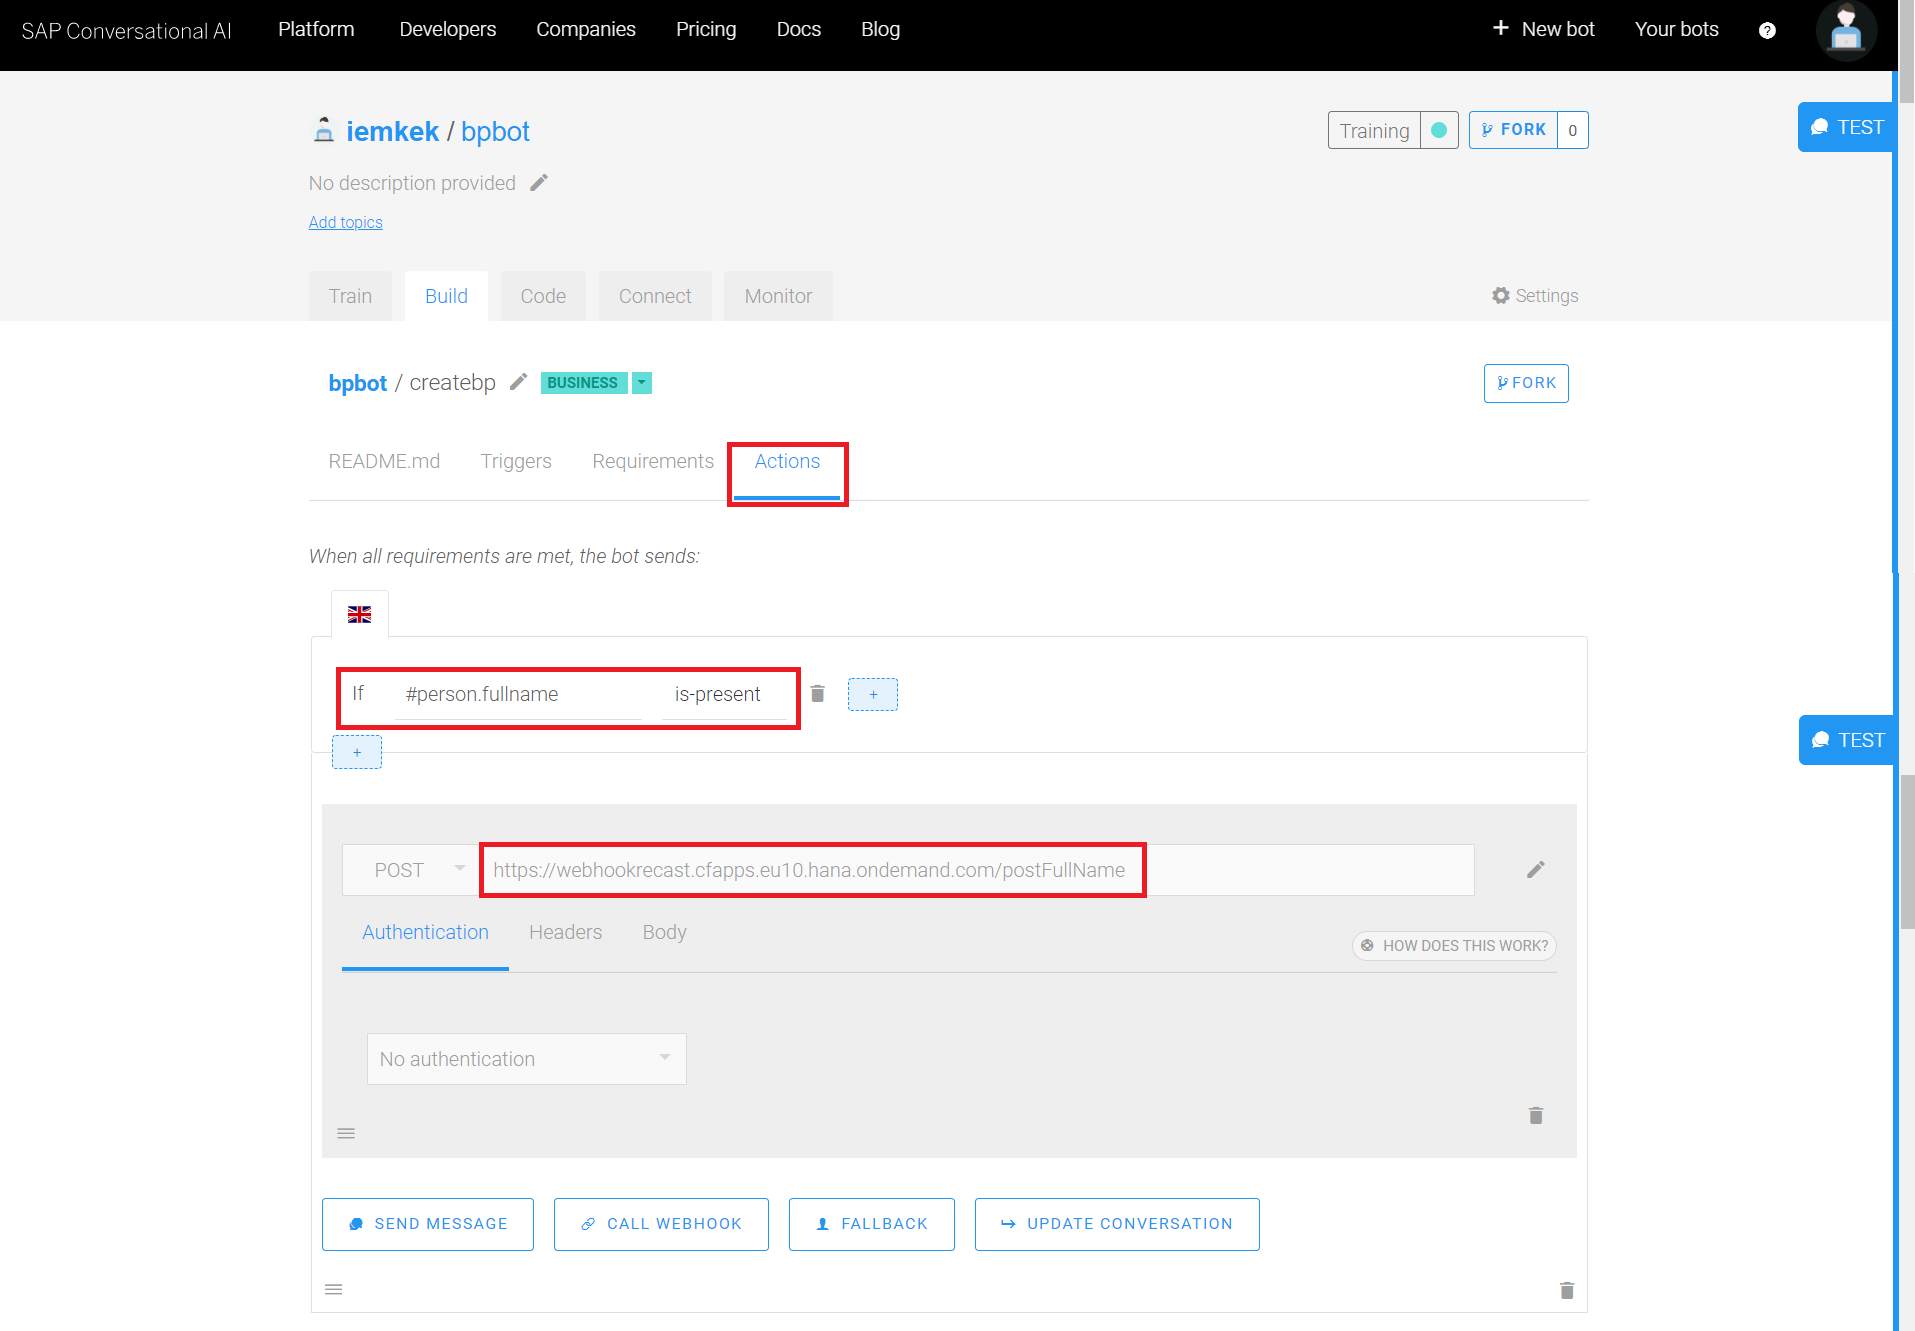 SAP Conversational AI Platform Developers Companies Pricing Docs Blog + New bot Your bots ?
iemkek / bpbot Training FORK 0 TEST
No description provided
Add topics
Train Build Code Connect Monitor Settings
bpbot / createbp BUSINESS FORK
README.md Triggers Requirements Actions
When all requirements are met, the bot sends:
If #person.fullname is-present +
+ TEST
POST https://webhookrecast.cfapps.eu10.hana.ondemand.com/postFullName
Authentication Headers Body HOW DOES THIS WORK?
No authentication
SEND MESSAGE CALL WEBHOOK FALLBACK UPDATE CONVERSATION